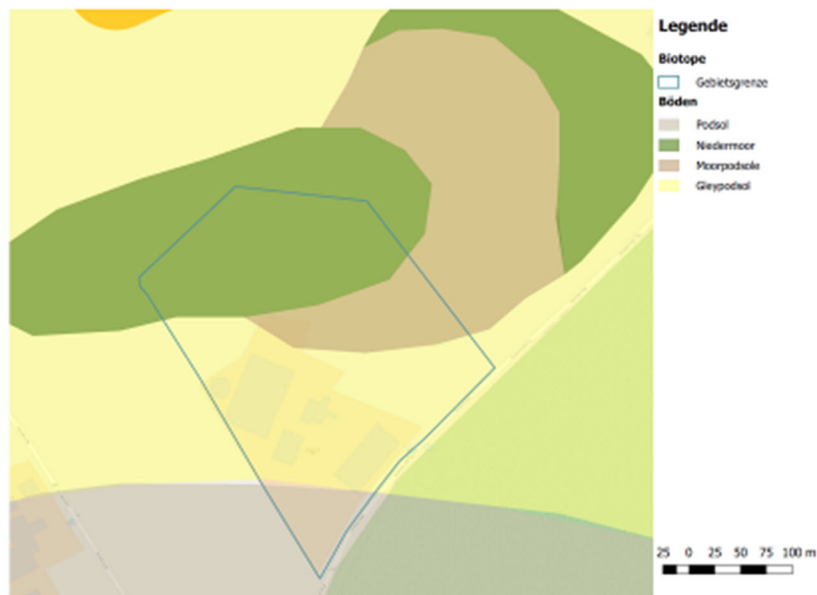 Legende
Biotope
Gebietsgrenze
Böden
Podsol
Niedermoor
Moorpodsole
Gleypodsol
25 0 25 50 75 100 m